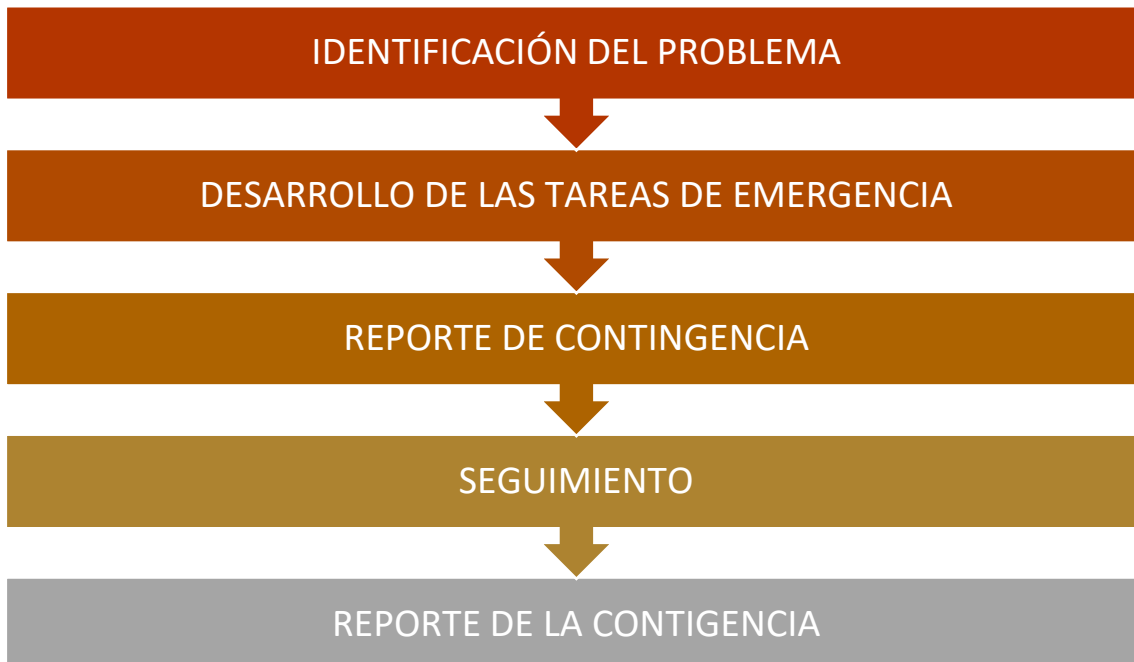 IDENTIFICACIÓN DEL PROBLEMA
DESARROLLO DE LAS TAREAS DE EMERGENCIA
REPORTE DE CONTINGENCIA
SEGUIMIENTO
REPORTE DE LA CONTIGENCIA